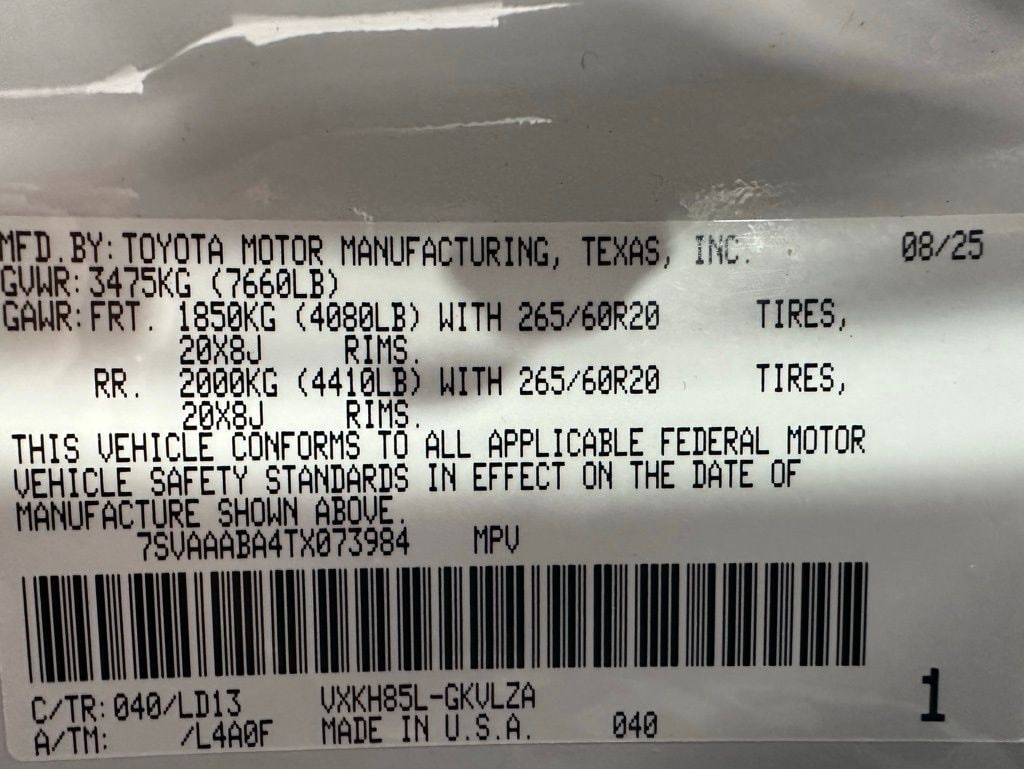 MFD.BY: TOYOTA MOTOR MANUFACTURING, TEXAS, INC. 08/25
GVWR: 3475KG (7660LB)
GAWR: FRT. 1850KG (4080LB) WITH 265/60R20 TIRES,
20X8J RIMS.
RR. 2000KG (4410LB) WITH 265/60R20 TIRES,
20X8J RIMS.
THIS VEHICLE CONFORMS TO ALL APPLICABLE FEDERAL MOTOR
VEHICLE SAFETY STANDARDS IN EFFECT ON THE DATE OF
MANUFACTURE SHOWN ABOVE.
7SVAAABA4TX073984 MPV
C/TR: 040/LD13 VXKH85L-GKVLZA
A/TM: /L4A0F MADE IN U.S.A. 040
1